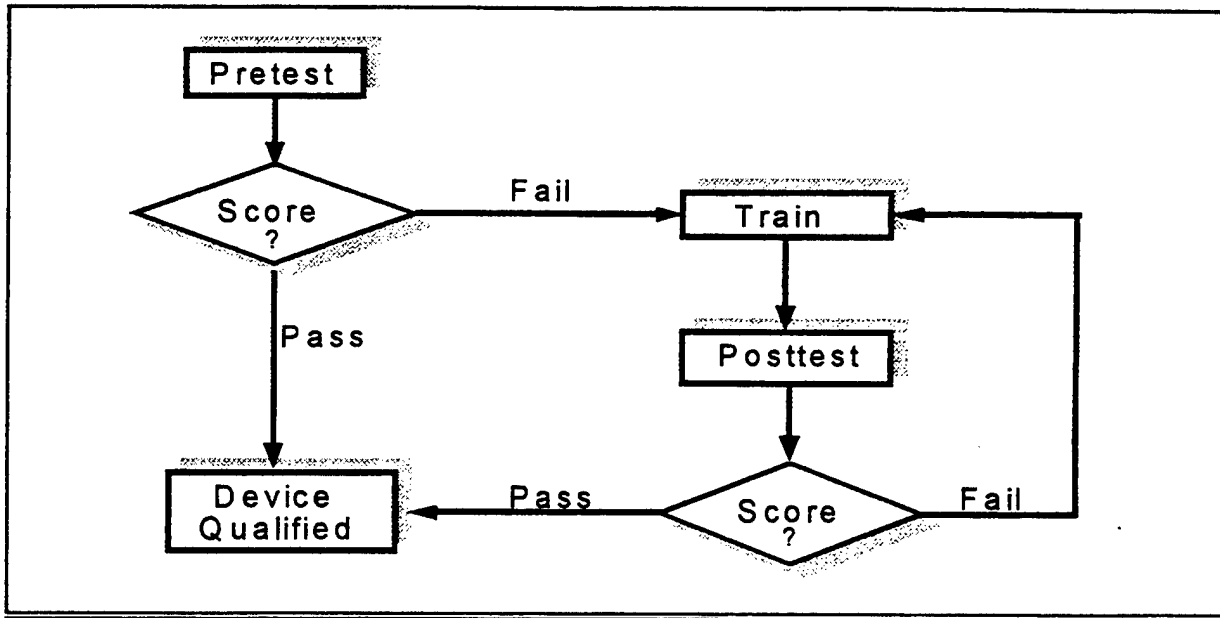 Pretest
Score
?
Fail
Train
Pass
Posttest
Device
Qualified
Pass
Score
?
Fail